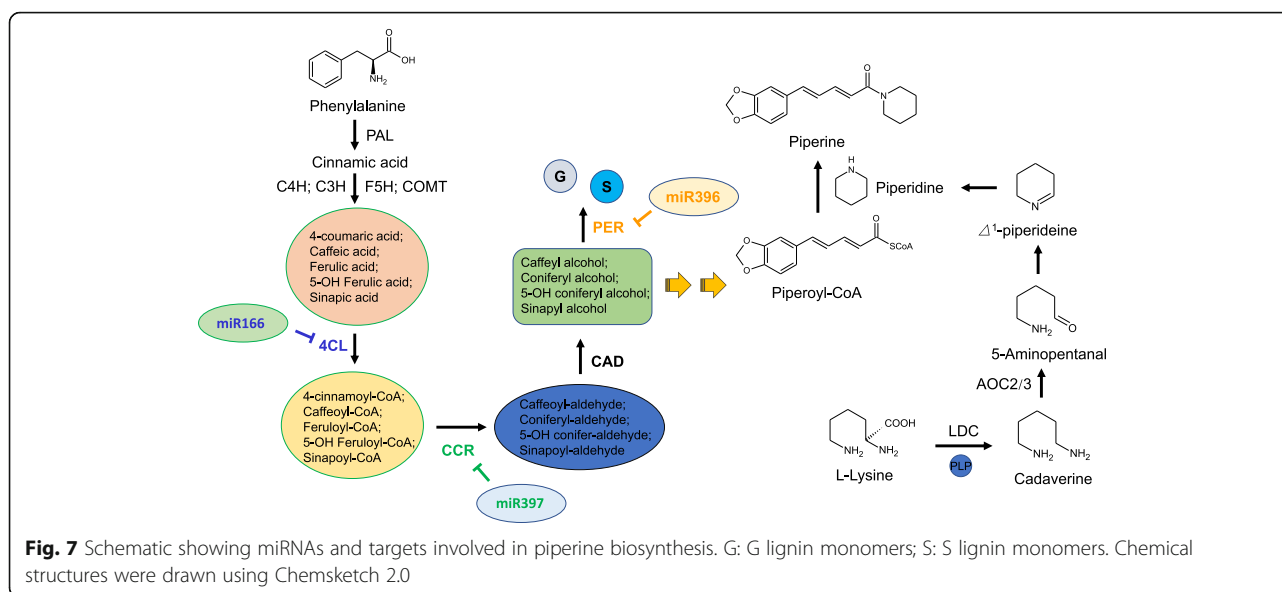 OH
O
NH2
Phenylalanine
PAL
Cinnamic acid
C4H; C3H F5H; COMT
4-coumaric acid;
Caffeic acid;
Ferulic acid;
5-OH Ferulic acid;
Sinapic acid
miR166
4CL
4-cinnamoyl-CoA;
Caffeoyl-CoA;
Feruloyl-CoA;
5-OH Feruloyl-CoA;
Sinapoyl-CoA
CCR
miR397
Caffeoyl-aldehyde;
Coniferyl-aldehyde;
5-OH conifer-aldehyde;
Sinapoyl-aldehyde
CAD
Caffeyl alcohol;
Coniferyl alcohol;
5-OH coniferyl alcohol;
Sinapyl alcohol
PER
miR396
G
S
O
O
O
N
Piperine
H
N
Piperidine
O
O
O
SCoA
Piperoyl-CoA
N
△1-piperideine
NH2
O
5-Aminopentanal
AOC2/3
COOH
NH2 NH2
L-Lysine
LDC
PLP
NH2 NH2
Cadaverine
Fig. 7 Schematic showing miRNAs and targets involved in piperine biosynthesis. G: G lignin monomers; S: S lignin monomers. Chemical
structures were drawn using Chemsketch 2.0